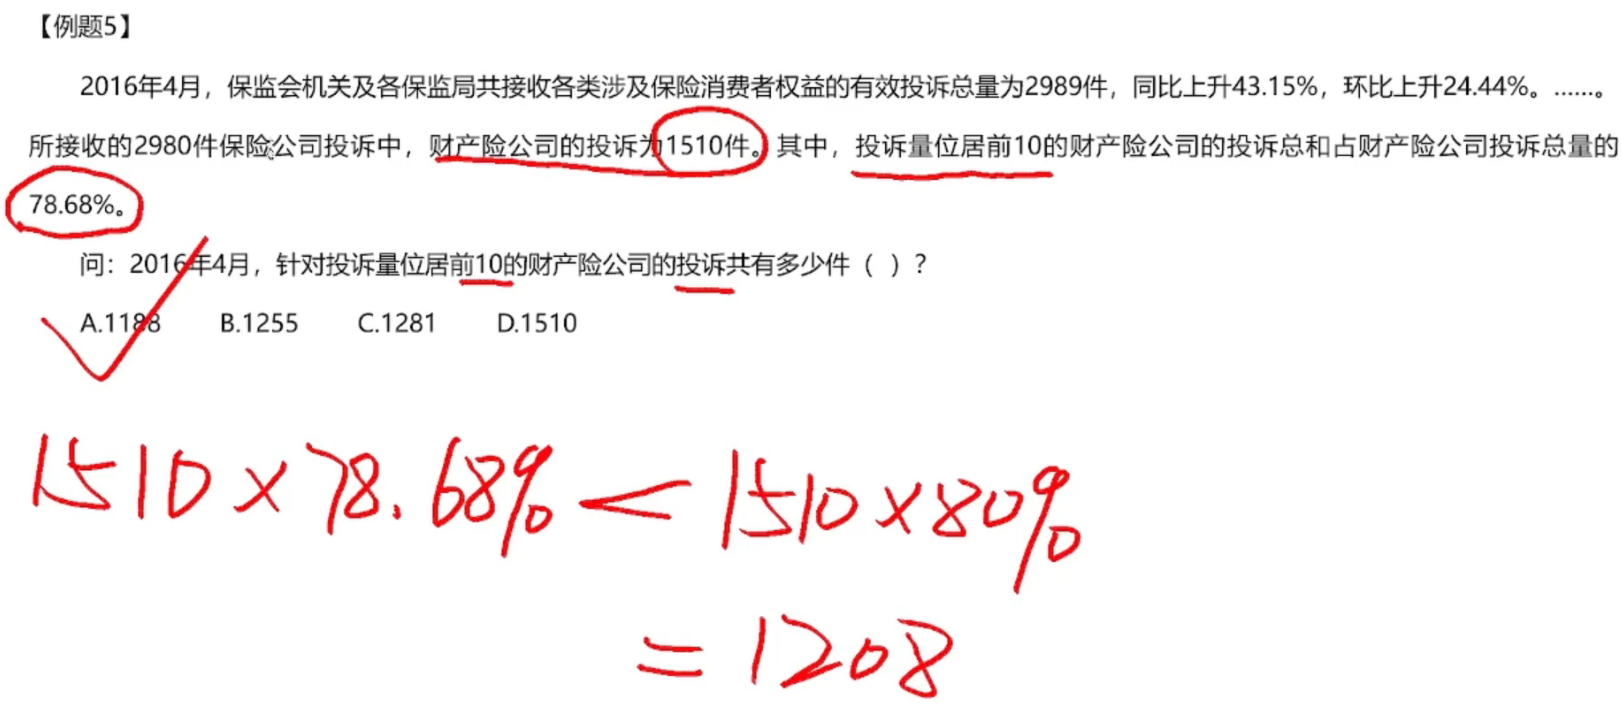 【例题5】
2016年4月，保监会机关及各保监局共接收各类涉及保险消费者权益的有效投诉总量为2989件，同比上升43.15%，环比上升24.44%。……。
所接收的2980件保险公司投诉中，财产险公司的投诉为1510件。其中，投诉量位居前10的财产险公司的投诉总和占财产险公司投诉总量的
78.68%。
问：2016年4月，针对投诉量位居前10的财产险公司的投诉共有多少件（ ）？
A.1188 B.1255 C.1281 D.1510
1510×78.68%<1510×80%
=1208